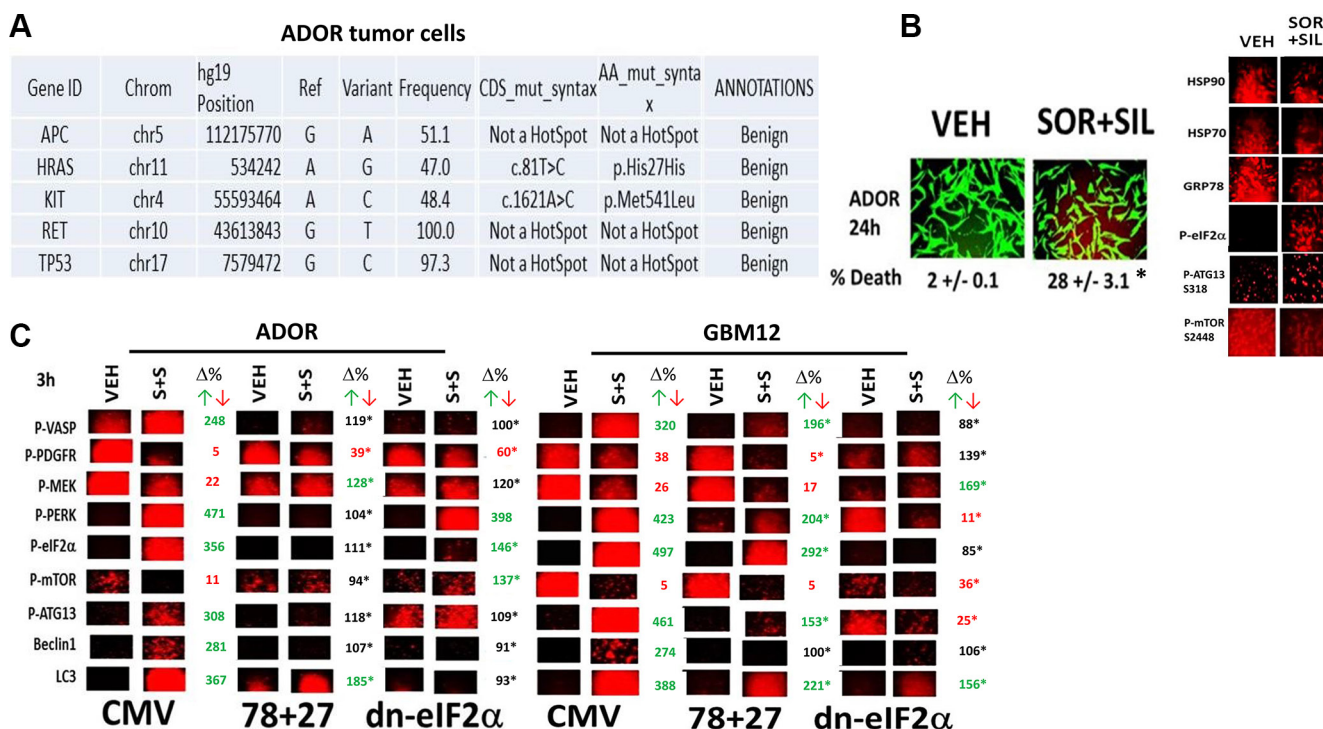 A
ADOR tumor cells
Gene ID Chrom hg19 Position Ref Variant Frequency CDS_mut_syntax AA_mut_synta x ANNOTATIONS
APC chr5 112175770 G A 51.1 Not a HotSpot Not a HotSpot Benign
HRAS chr11 534242 A G 47.0 c.81T>C p.His27His Benign
KIT chr4 55593464 A C 48.4 c.1621A>C p.Met541Leu Benign
RET chr10 43613843 G T 100.0 Not a HotSpot Not a HotSpot Benign
TP53 chr17 7579472 G C 97.3 Not a HotSpot Not a HotSpot Benign
B
VEH SOR+SIL
ADOR
24h
% Death 2 +/- 0.1 28 +/- 3.1 *
VEH SOR
+SIL
HSP90
HSP70
GRP78
P-eIF2α
P-ATG13
S318
P-mTOR
S2448
C
ADOR GBM12
3h VEH S+S Δ% VEH S+S Δ% VEH S+S Δ% VEH S+S Δ% VEH S+S Δ% VEH S+S Δ%
↑↓ ↑↓ ↑↓ ↑↓ ↑↓ ↑↓
P-VASP 248 119* 100* 320 196* 88*
P-PDGFR 5 39* 60* 38 5* 139*
P-MEK 22 128* 120* 26 17 169*
P-PERK 471 104* 398 423 204* 11*
P-eIF2α 356 111* 146* 497 292* 85*
P-mTOR 11 94* 137* 5 5 36*
P-ATG13 308 118* 109* 461 153* 25*
Beclin1 281 107* 91* 274 100* 106*
LC3 367 185* 93* 388 221* 156*
CMV 78+27 dn-eIF2α CMV 78+27 dn-eIF2α